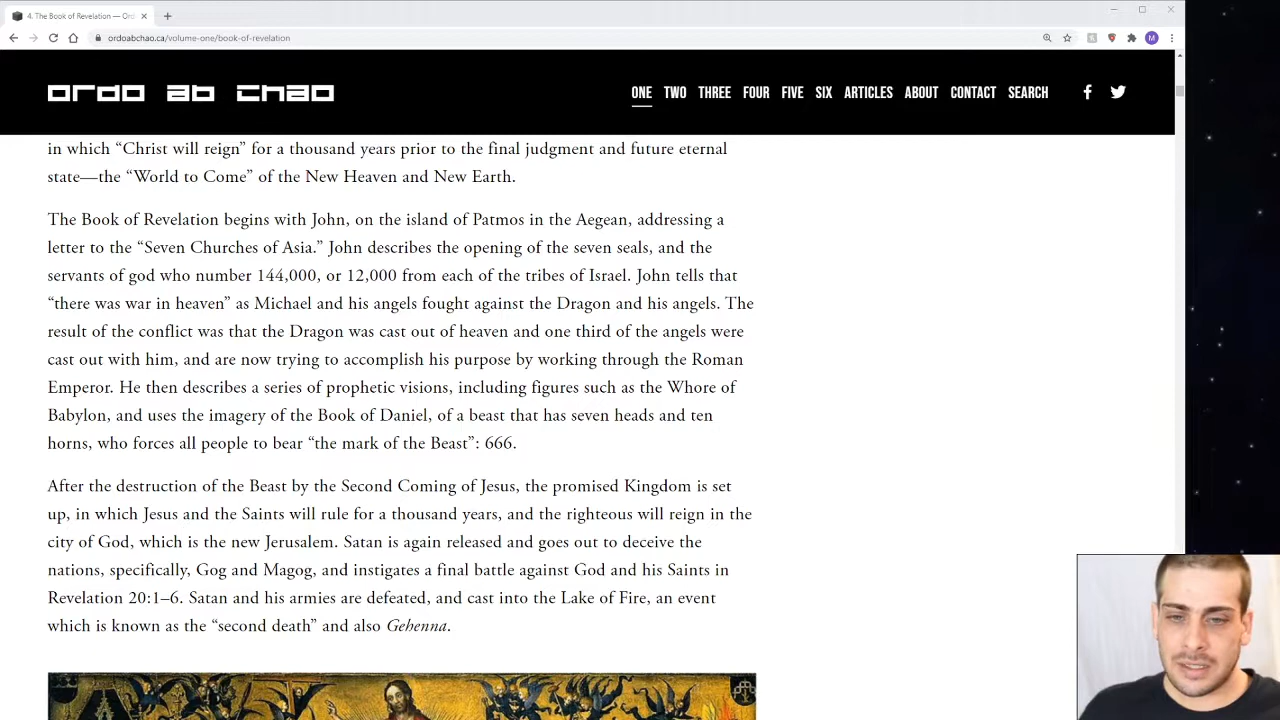 4. The Book of Revelation — Ord
ordoabchao.ca/volume-one/book-of-revelation
M
ordo ab chao
ONE TWO THREE FOUR FIVE SIX ARTICLES ABOUT CONTACT SEARCH
in which “Christ will reign” for a thousand years prior to the final judgment and future eternal
state—the “World to Come” of the New Heaven and New Earth.
The Book of Revelation begins with John, on the island of Patmos in the Aegean, addressing a
letter to the “Seven Churches of Asia.” John describes the opening of the seven seals, and the
servants of god who number 144,000, or 12,000 from each of the tribes of Israel. John tells that
“there was war in heaven” as Michael and his angels fought against the Dragon and his angels. The
result of the conflict was that the Dragon was cast out of heaven and one third of the angels were
cast out with him, and are now trying to accomplish his purpose by working through the Roman
Emperor. He then describes a series of prophetic visions, including figures such as the Whore of
Babylon, and uses the imagery of the Book of Daniel, of a beast that has seven heads and ten
horns, who forces all people to bear “the mark of the Beast”: 666.
After the destruction of the Beast by the Second Coming of Jesus, the promised Kingdom is set
up, in which Jesus and the Saints will rule for a thousand years, and the righteous will reign in the
city of God, which is the new Jerusalem. Satan is again released and goes out to deceive the
nations, specifically, Gog and Magog, and instigates a final battle against God and his Saints in
Revelation 20:1–6. Satan and his armies are defeated, and cast into the Lake of Fire, an event
which is known as the “second death” and also Gehenna.